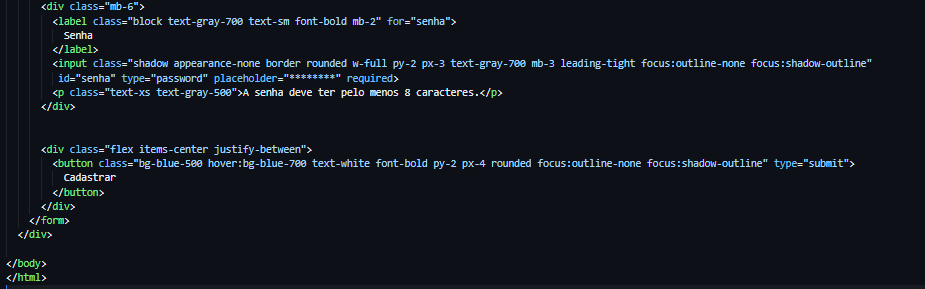 <div class="mb-6">
<label class="block text-gray-700 text-sm font-bold mb-2" for="senha">
Senha
</label>
<input class="shadow appearance-none border rounded w-full py-2 px-3 text-gray-700 mb-3 leading-tight focus:outline-none focus:shadow-outline"
id="senha" type="password" placeholder="********" required>
<p class="text-xs text-gray-500">A senha deve ter pelo menos 8 caracteres.</p>
</div>
<div class="flex items-center justify-between">
<button class="bg-blue-500 hover:bg-blue-700 text-white font-bold py-2 px-4 rounded focus:outline-none focus:shadow-outline" type="submit">
Cadastrar
</button>
</div>
</form>
</div>
</body>
</html>